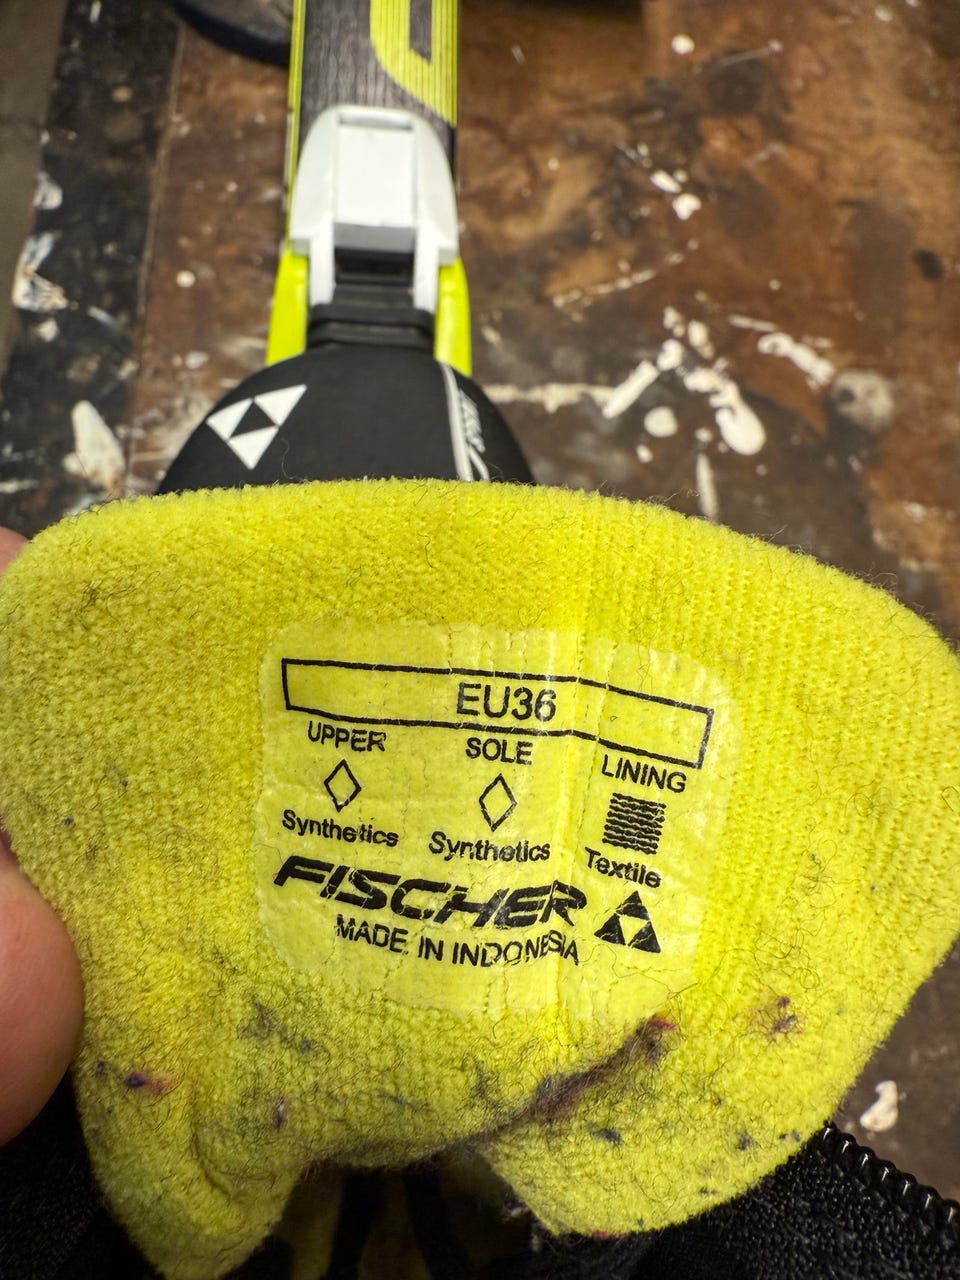 EU36
UPPER SOLE LINING
Synthetics Synthetics Textile
FISCHER
MADE IN INDONESIA